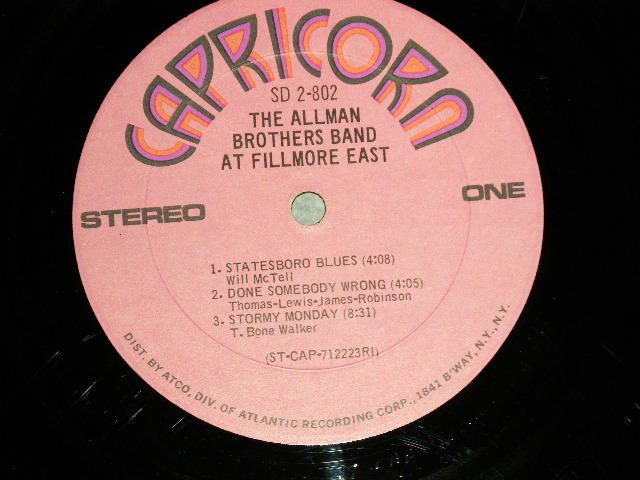 CAPRICORN
SD 2-802
THE ALLMAN
BROTHERS BAND
AT FILLMORE EAST
STEREO
ONE
1. STATESBORO BLUES (4:08)
Will McTell
2. DONE SOMEBODY WRONG (4:05)
Thomas-Lewis-James-Robinson
3. STORMY MONDAY (8:31)
T. Bone Walker
(ST-CAP-712223RI)
DIST. BY ATCO, DIV. OF ATLANTIC RECORDING CORP., 1841 B'WAY, N.Y., N.Y.